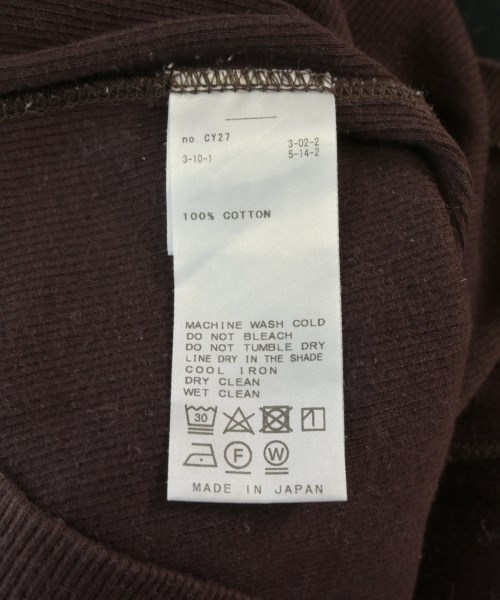 no. CY27 3-02-2
3-10-1 5-14-2
100% COTTON
MACHINE WASH COLD
DO NOT BLEACH
DO NOT TUMBLE DRY
LINE DRY IN THE SHADE
COOL IRON
DRY CLEAN
WET CLEAN
30
F W
MADE IN JAPAN